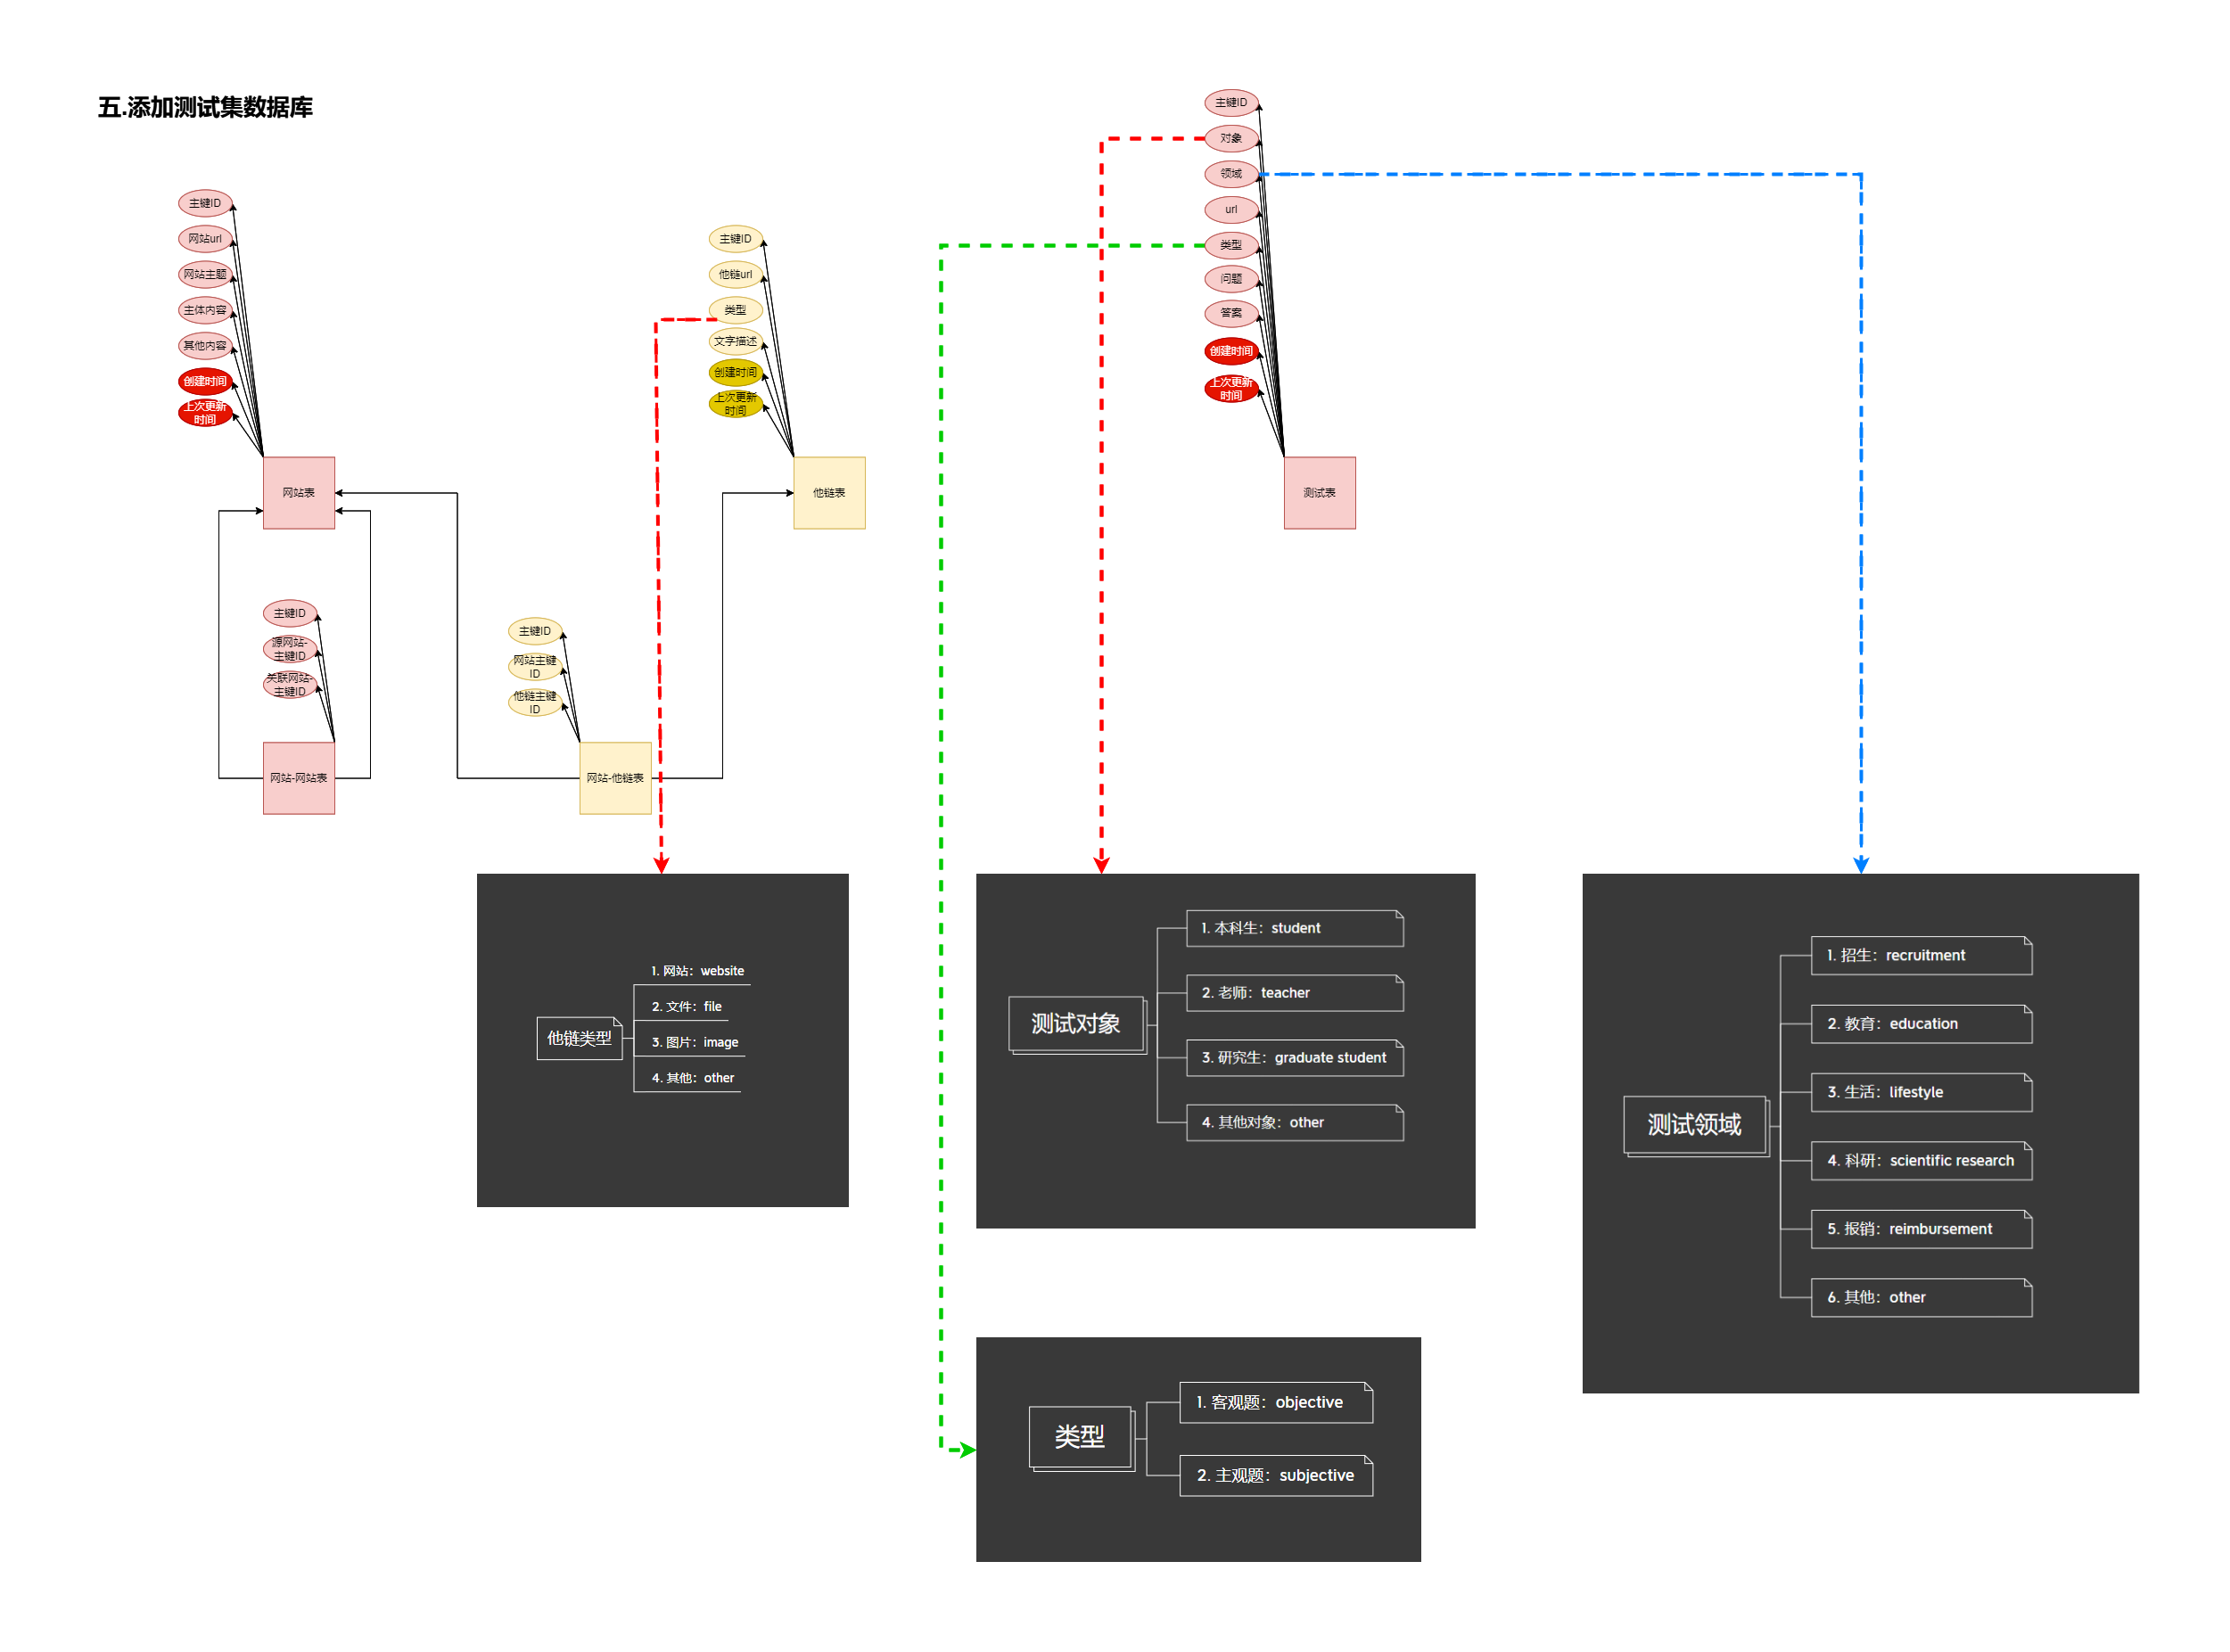 五.添加测试集数据库
主键ID
网站url
网站主题
主体内容
其他内容
创建时间
上次更新
时间
网站表
主键ID
源网站-
主键ID
关联网站-
主键ID
网站-网站表
主键ID
他链url
类型
文字描述
创建时间
上次更新
时间
他链表
主键ID
网站主键
ID
他链主键
ID
网站-他链表
主键ID
对象
领域
url
类型
问题
答案
创建时间
上次更新
时间
测试表
他链类型
1. 网站：website
2. 文件：file
3. 图片：image
4. 其他：other
测试对象
1. 本科生：student
2. 老师：teacher
3. 研究生：graduate student
4. 其他对象：other
类型
1. 客观题：objective
2. 主观题：subjective
测试领域
1. 招生：recruitment
2. 教育：education
3. 生活：lifestyle
4. 科研：scientific research
5. 报销：reimbursement
6. 其他：other